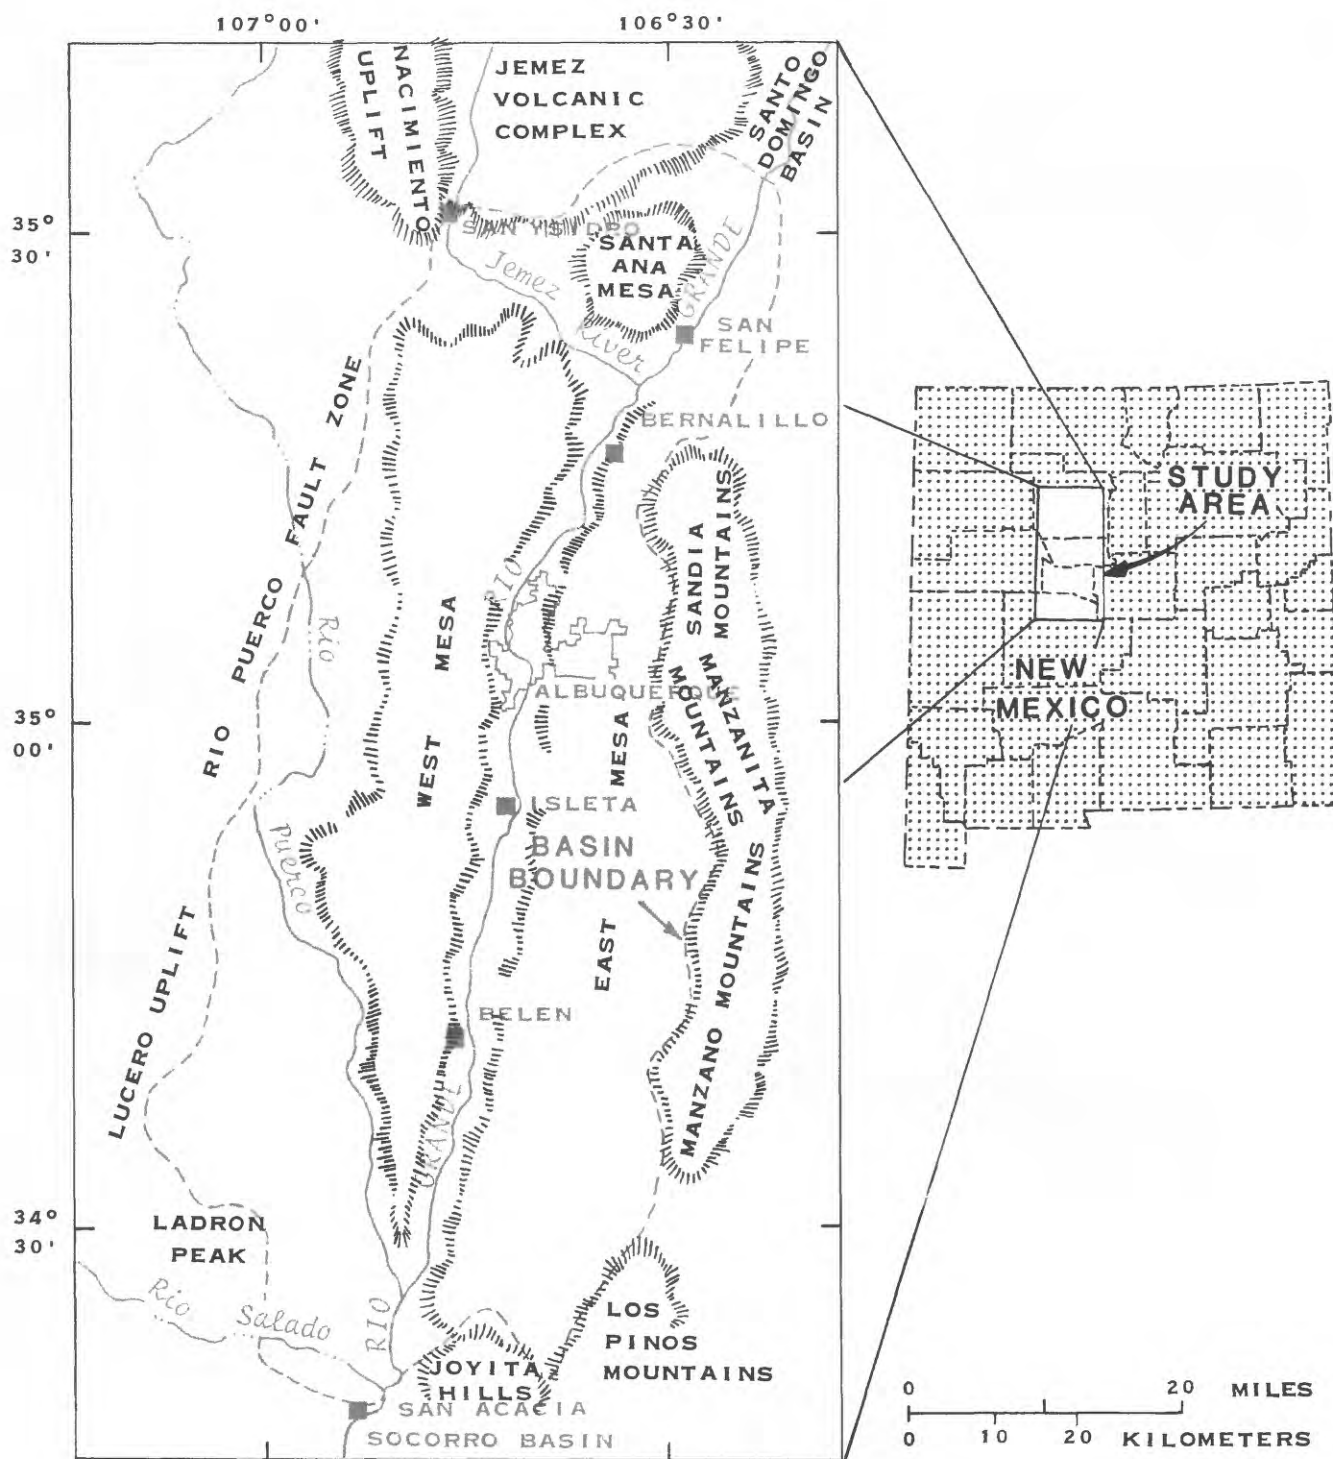 107°00'
106°30'
NACIMIENTO
UPLIFT
JEMEZ
VOLCANIC
COMPLEX
SANTO
DOMINGO
BASIN
35°
30'
SAN YSIDRO
SANTA
ANA
MESA
Jemez
River
GRANDE
SAN
FELIPE
BERNALILLO
RIO PUERCO FAULT ZONE
Rio
Puerco
WEST MESA
RIO
ALBUQUERQUE
SANDIA
MOUNTAINS
MANZANITA
MOUNTAINS
EAST MESA
35°
00'
ISLETA
BASIN
BOUNDARY
MANZANO MOUNTAINS
LUCERO UPLIFT
BELEN
GRANDE
34°
30'
LADRON
PEAK
Rio
Salado
RIO
LOS
PINOS
MOUNTAINS
JOYITA
HILLS
SAN ACACIA
SOCORRO BASIN
STUDY
AREA
NEW
MEXICO
0 20 MILES
0 10 20 KILOMETERS